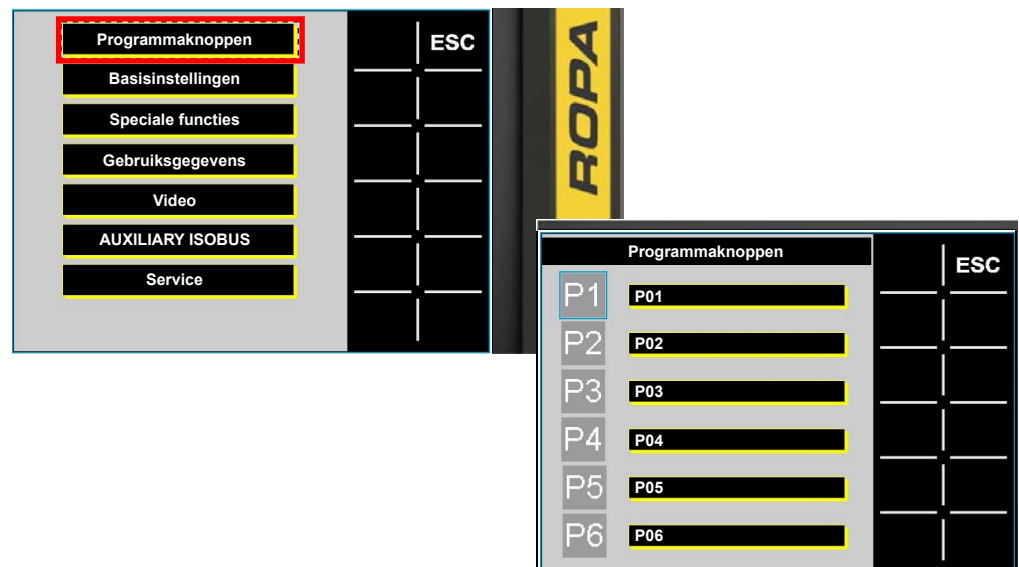 Programmaknoppen
ESC
Basisinstellingen
Speciale functies
Gebruiksgegevens
Video
AUXILIARY ISOBUS
Service
ROPA
Programmaknoppen
ESC
P1 P01
P2 P02
P3 P03
P4 P04
P5 P05
P6 P06